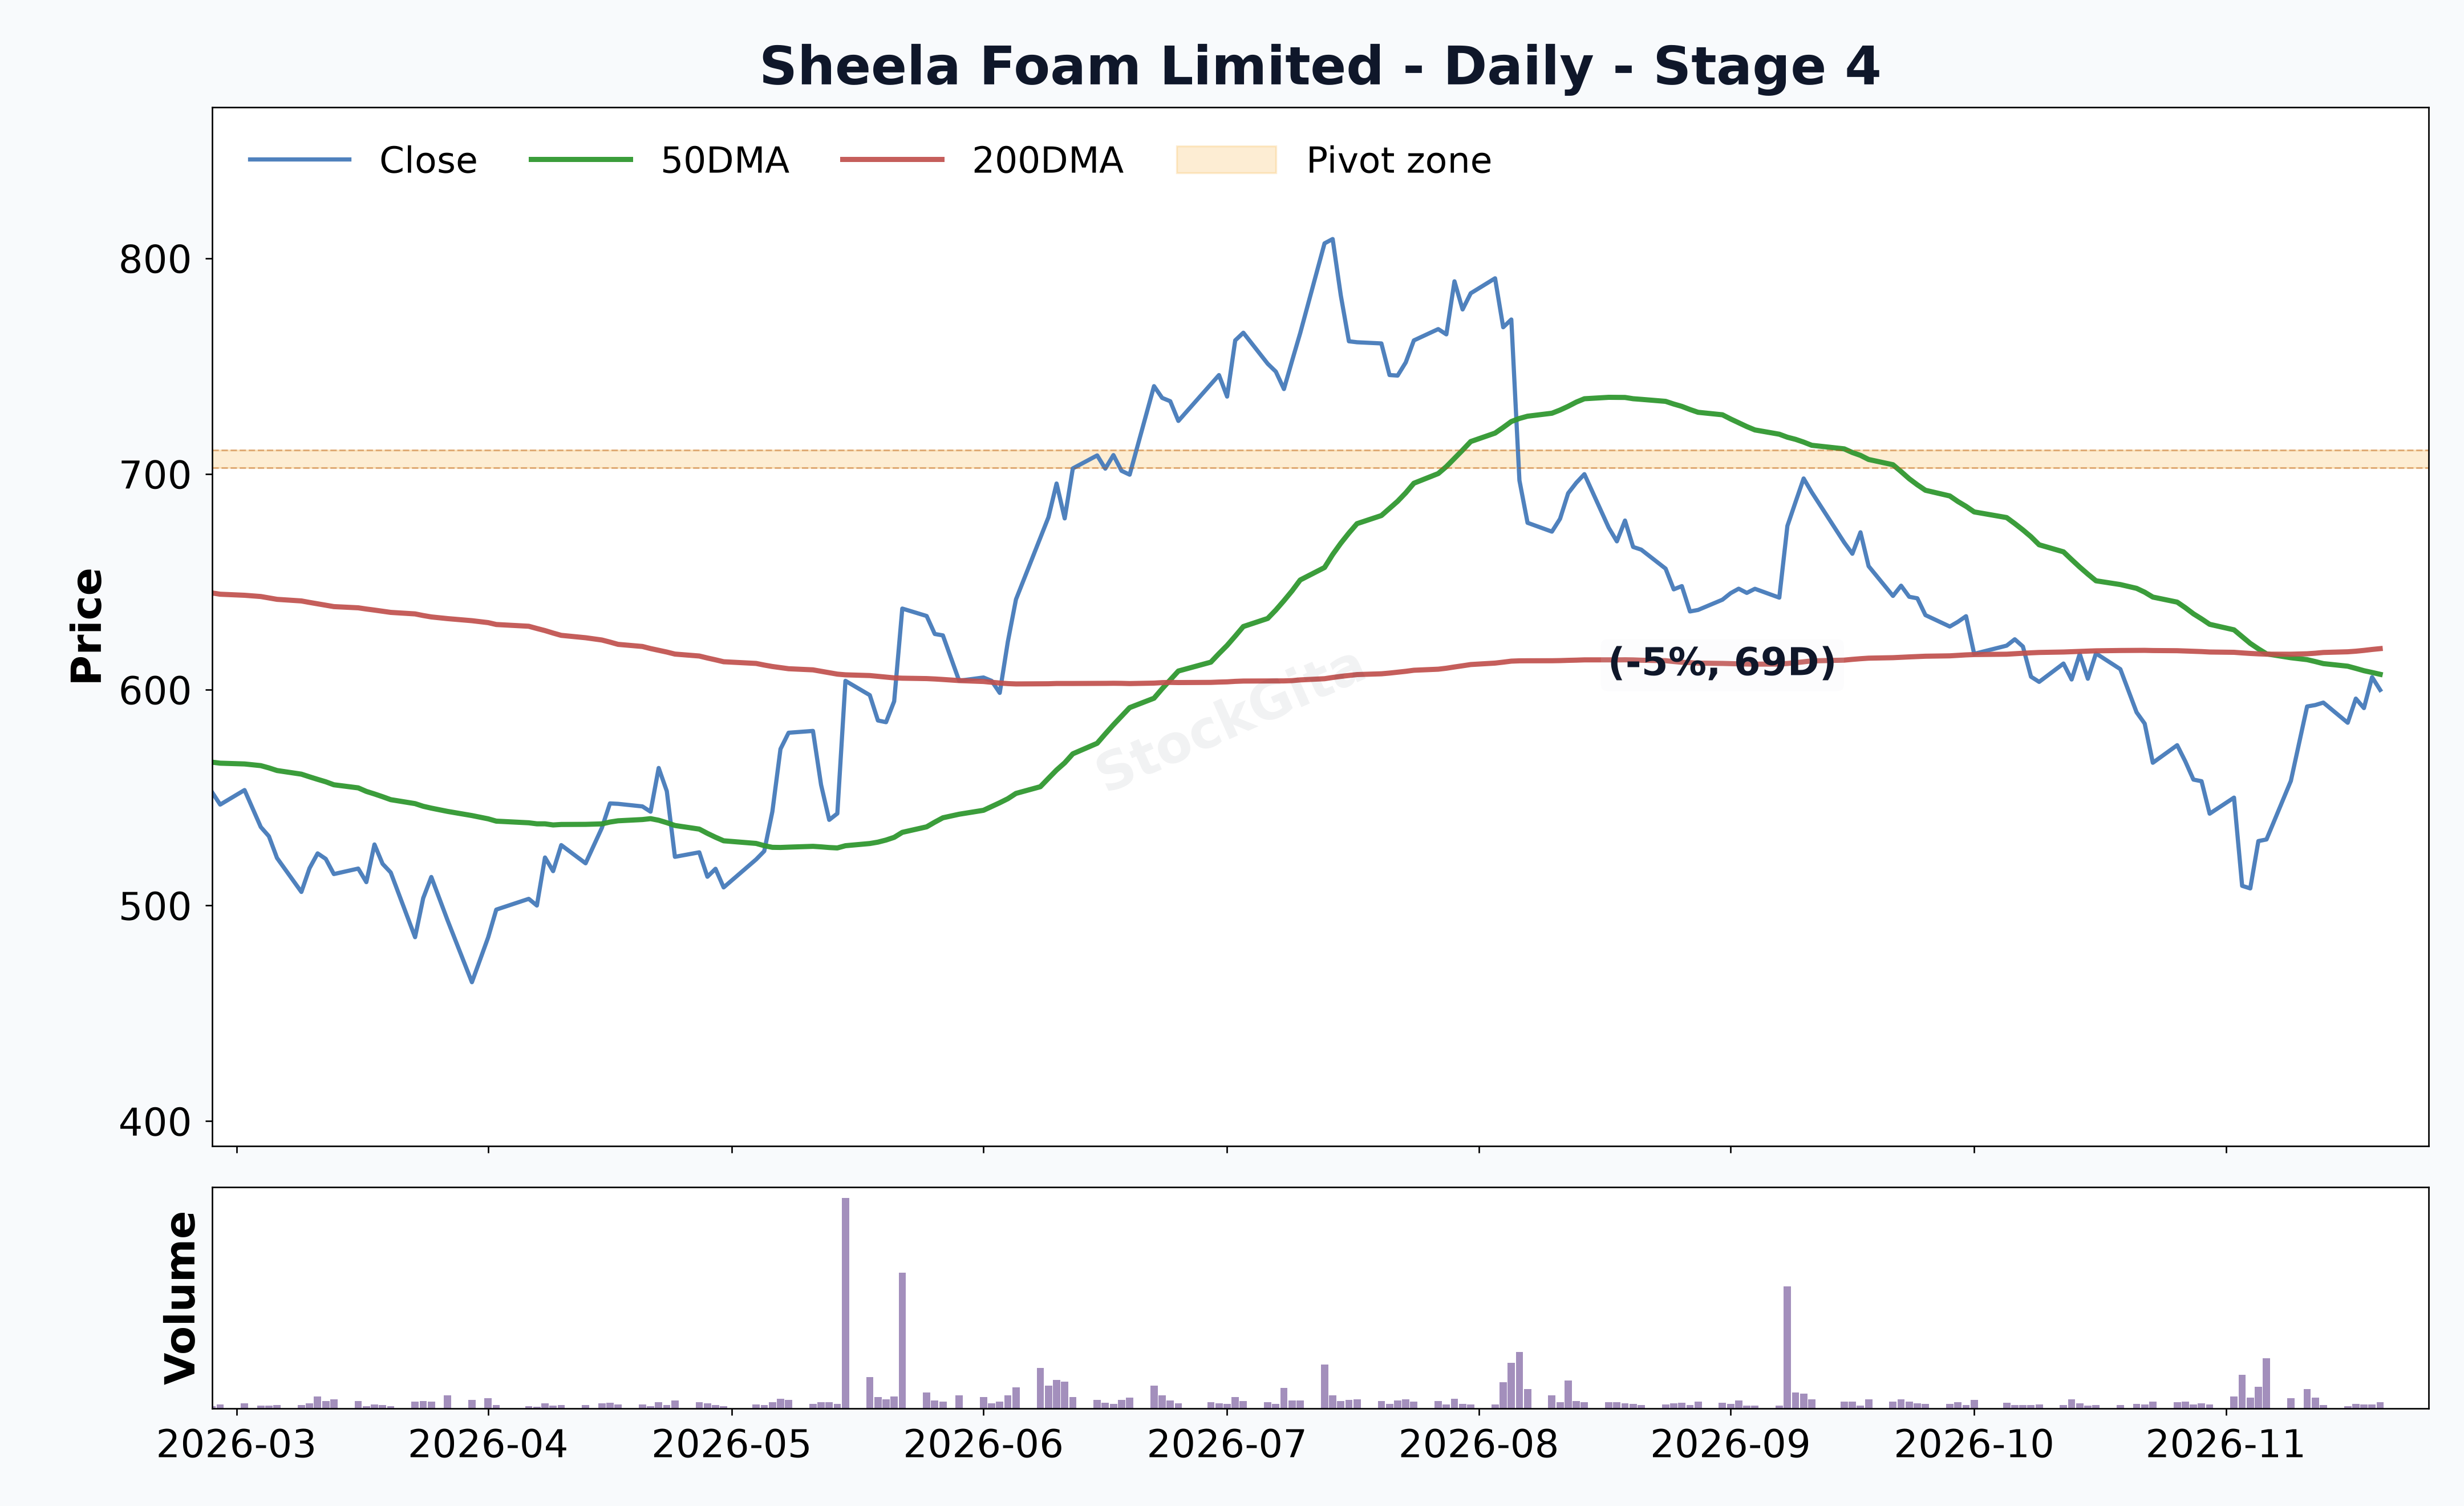 Sheela Foam Limited - Daily - Stage 4
Close 50DMA 200DMA Pivot zone
800
700
600
500
400
Price
(-5%, 69D)
StockGita
Volume
2026-03 2026-04 2026-05 2026-06 2026-07 2026-08 2026-09 2026-10 2026-11